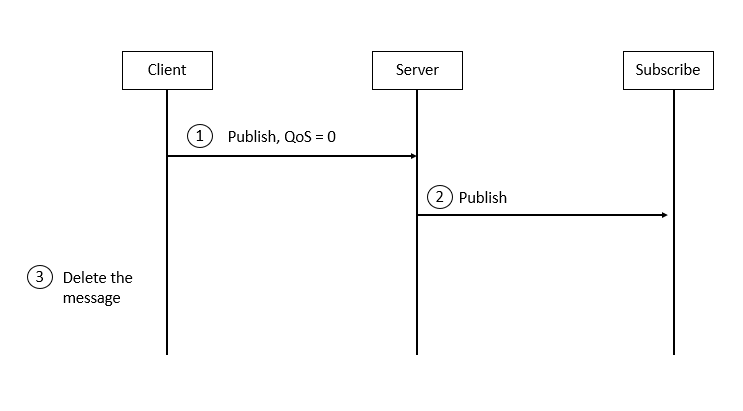 Client
Server
Subscribe
1 Publish, QoS = 0
2 Publish
3 Delete the
message